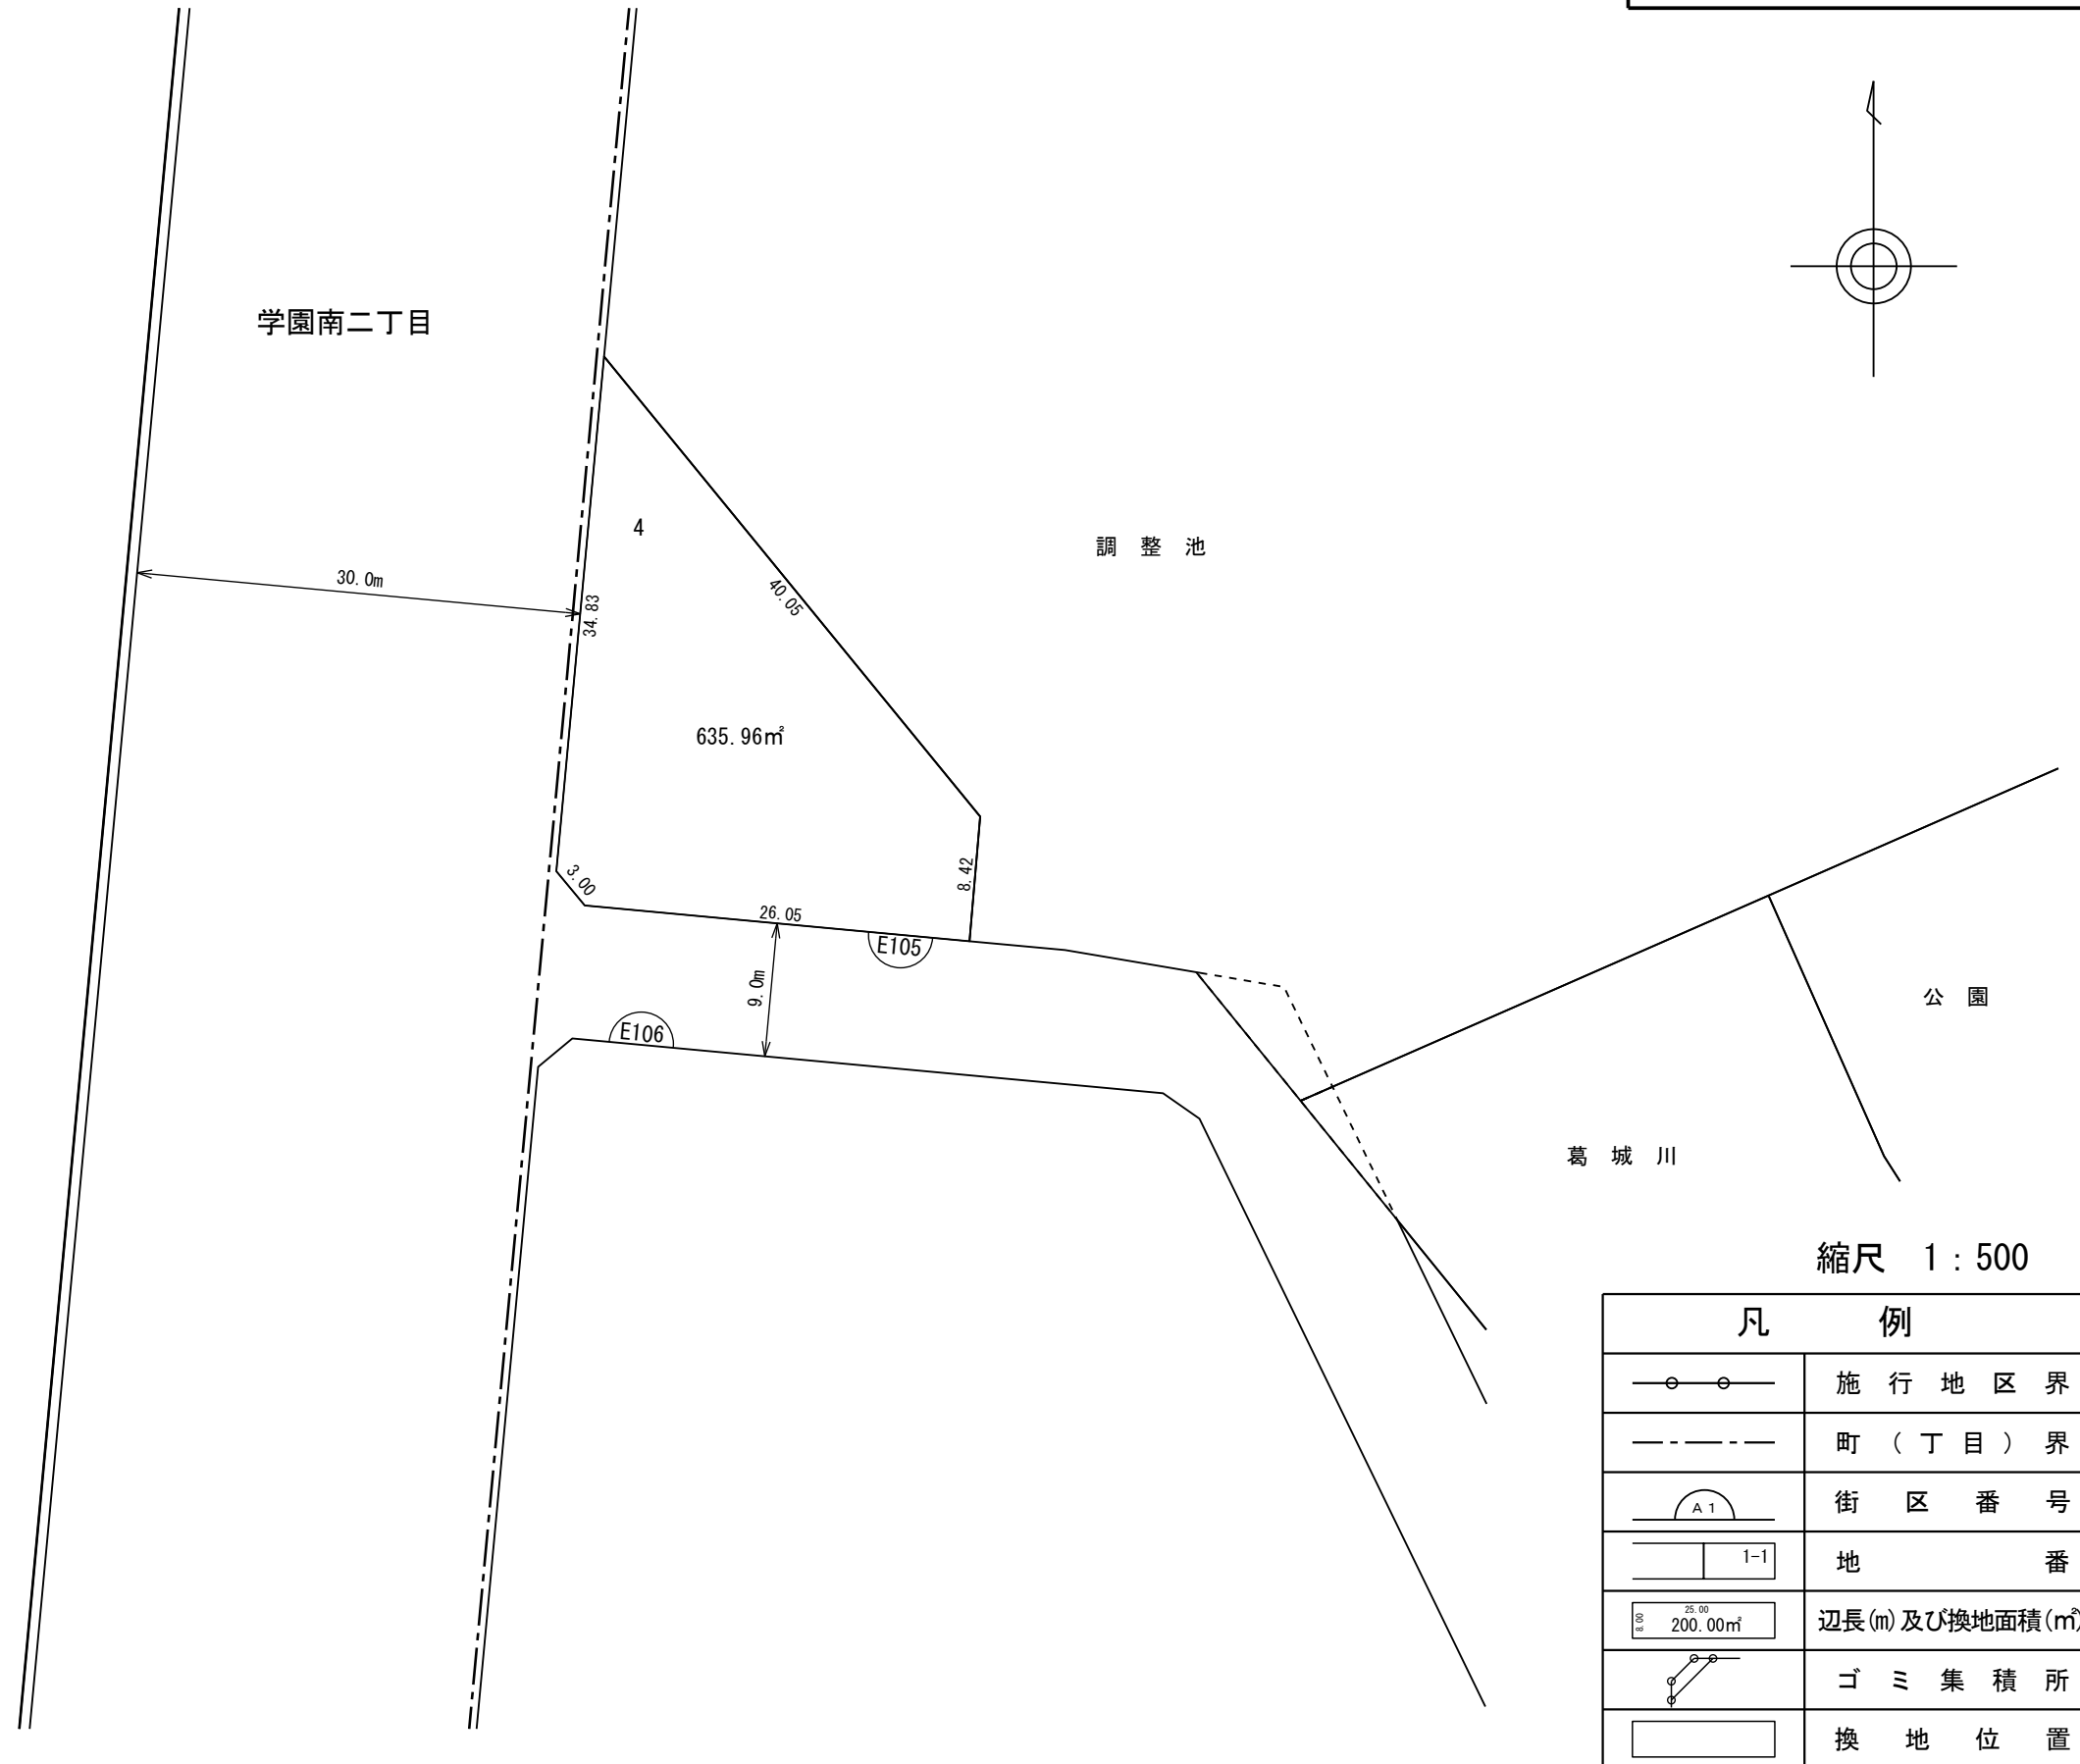 学園南二丁目
4
調 整 池
30.0m
34.83
40.05
635.96㎡
3.00
8.42
26.05
E105
9.0m
E106
公 園
葛 城 川
縮尺 1:500
凡 例
施 行 地 区 界
町 ( 丁 目 ) 界
A 1
街 区 番 号
1-1
地 番
8.00
25.00
200.00㎡
辺長(m)及び換地面積(㎡)
ゴ ミ 集 積 所
換 地 位 置